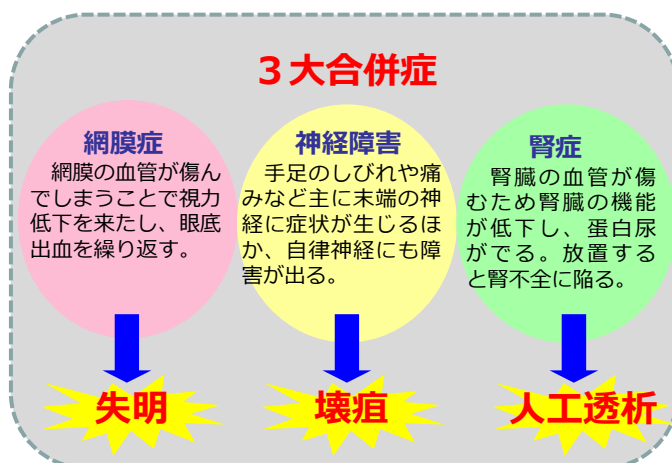 ３大合併症
網膜症
網膜の血管が傷ん
でしまうことで視力
低下を来たし、眼底
出血を繰り返す。
神経障害
手足のしびれや痛
みなど主に末端の神
経に症状が生じるほ
か、自律神経にも障
害が出る。
腎症
腎臓の血管が傷
むため腎臓の機能
が低下し、蛋白尿
がでる。放置する
と腎不全に陥る。
失明
壊疽
人工透析